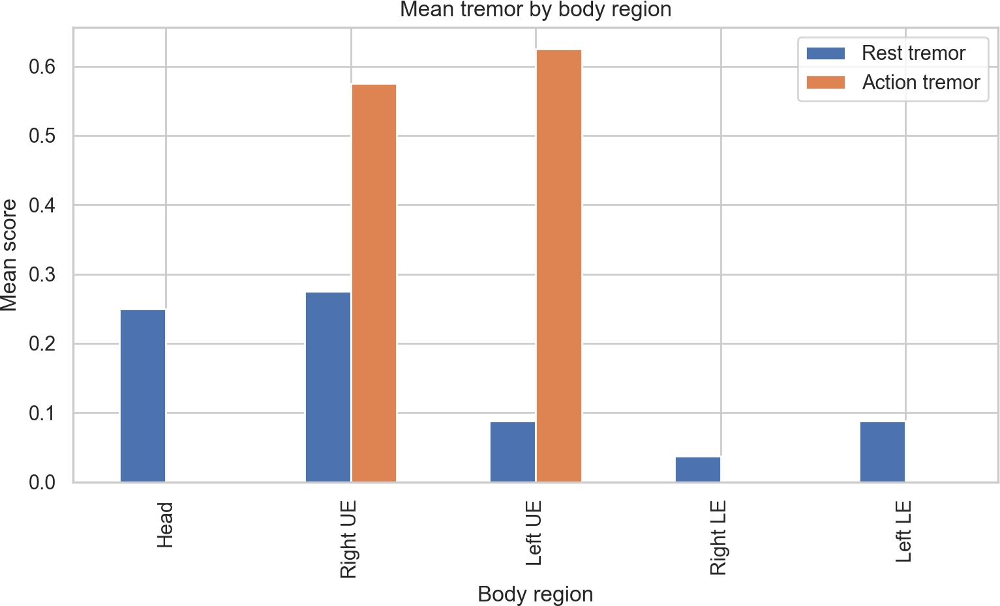 Mean tremor by body region
Rest tremor
Action tremor
Mean score
0.6
0.5
0.4
0.3
0.2
0.1
0.0
Head
Right UE
Left UE
Right LE
Left LE
Body region